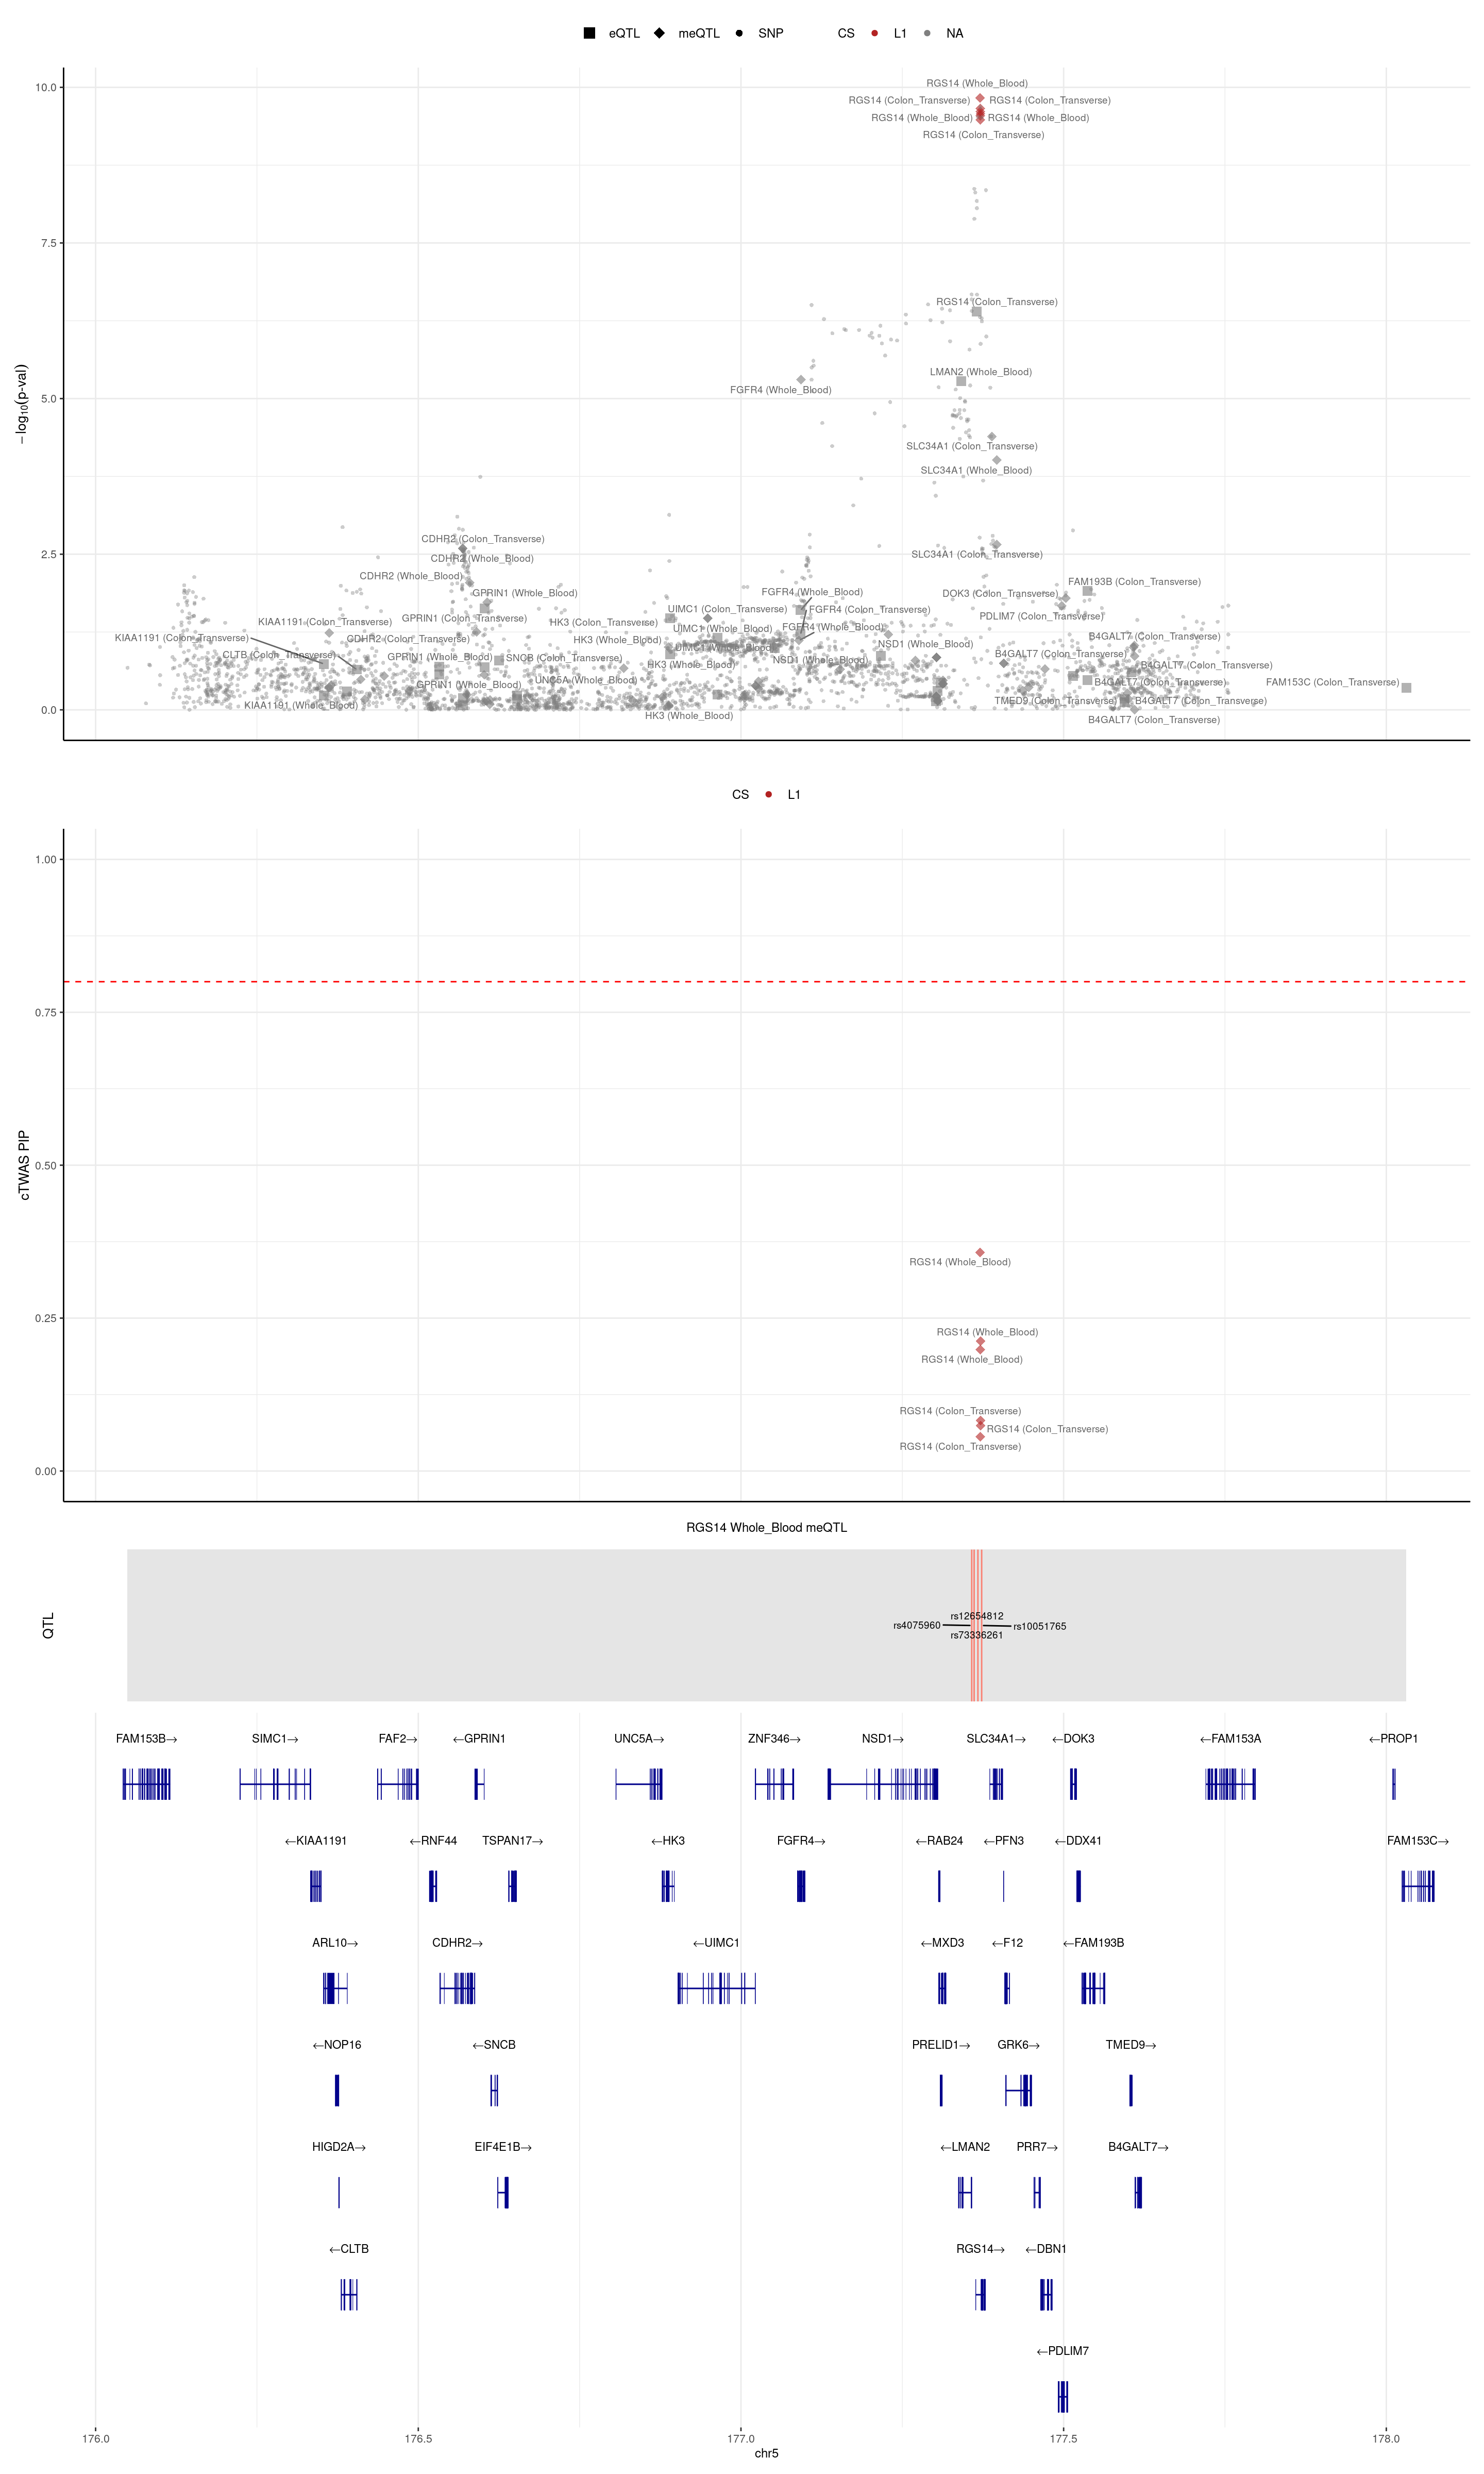 eQTL meQTL SNP CS L1 NA
10.0
7.5
5.0
2.5
0.0
−log10(p-val)
RGS14 (Whole_Blood)
RGS14 (Colon_Transverse) RGS14 (Colon_Transverse)
RGS14 (Whole_Blood) RGS14 (Whole_Blood)
RGS14 (Colon_Transverse)
RGS14 (Colon_Transverse)
LMAN2 (Whole_Blood)
FGFR4 (Whole_Blood)
SLC34A1 (Colon_Transverse)
SLC34A1 (Whole_Blood)
CDHR2 (Colon_Transverse)
SLC34A1 (Colon_Transverse)
CDHR2 (Whole_Blood)
CDHR2 (Whole_Blood)
FAM193B (Colon_Transverse)
GPRIN1 (Whole_Blood)
FGFR4 (Whole_Blood)
DOK3 (Colon_Transverse)
UIMC1 (Colon_Transverse)
FGFR4 (Colon_Transverse)
GPRIN1 (Colon_Transverse)
PDLIM7 (Colon_Transverse)
KIAA1191 (Colon_Transverse)
HK3 (Colon_Transverse)
UIMC1 (Whole_Blood)
FGFR4 (Whole_Blood)
KIAA1191 (Colon_Transverse)
CDHR2 (Colon_Transverse)
HK3 (Whole_Blood)
B4GALT7 (Colon_Transverse)
NSD1 (Whole_Blood)
UIMC1 (Whole_Blood)
CLTB (Colon_Transverse)
GPRIN1 (Whole_Blood)
SNCB (Colon_Transverse)
B4GALT7 (Colon_Transverse)
NSD1 (Whole_Blood)
HK3 (Whole_Blood)
B4GALT7 (Colon_Transverse)
UNC5A (Whole_Blood)
B4GALT7 (Colon_Transverse)
FAM153C (Colon_Transverse)
GPRIN1 (Whole_Blood)
TMED9 (Colon_Transverse)
B4GALT7 (Colon_Transverse)
KIAA1191 (Whole_Blood)
HK3 (Whole_Blood)
B4GALT7 (Colon_Transverse)
CS L1
1.00
0.75
0.50
0.25
0.00
cTWAS PIP
RGS14 (Whole_Blood)
RGS14 (Whole_Blood)
RGS14 (Whole_Blood)
RGS14 (Colon_Transverse)
RGS14 (Colon_Transverse)
RGS14 (Colon_Transverse)
RGS14 Whole_Blood meQTL
QTL
rs12654812
rs4075960 rs10051765
rs73336261
FAM153B→ SIMC1→ FAF2→ ←GPRIN1 UNC5A→ ZNF346→ NSD1→ SLC34A1→ ←DOK3 ←FAM153A ←PROP1
←KIAA1191 ←RNF44 TSPAN17→ ←HK3 FGFR4→ ←RAB24 ←PFN3 ←DDX41 FAM153C→
ARL10→ CDHR2→ ←UIMC1 ←MXD3 ←F12 ←FAM193B
←NOP16 ←SNCB PRELID1→ GRK6→ TMED9→
HIGD2A→ EIF4E1B→ ←LMAN2 PRR7→ B4GALT7→
←CLTB RGS14→ ←DBN1
←PDLIM7
176.0 176.5 177.0 177.5 178.0
chr5